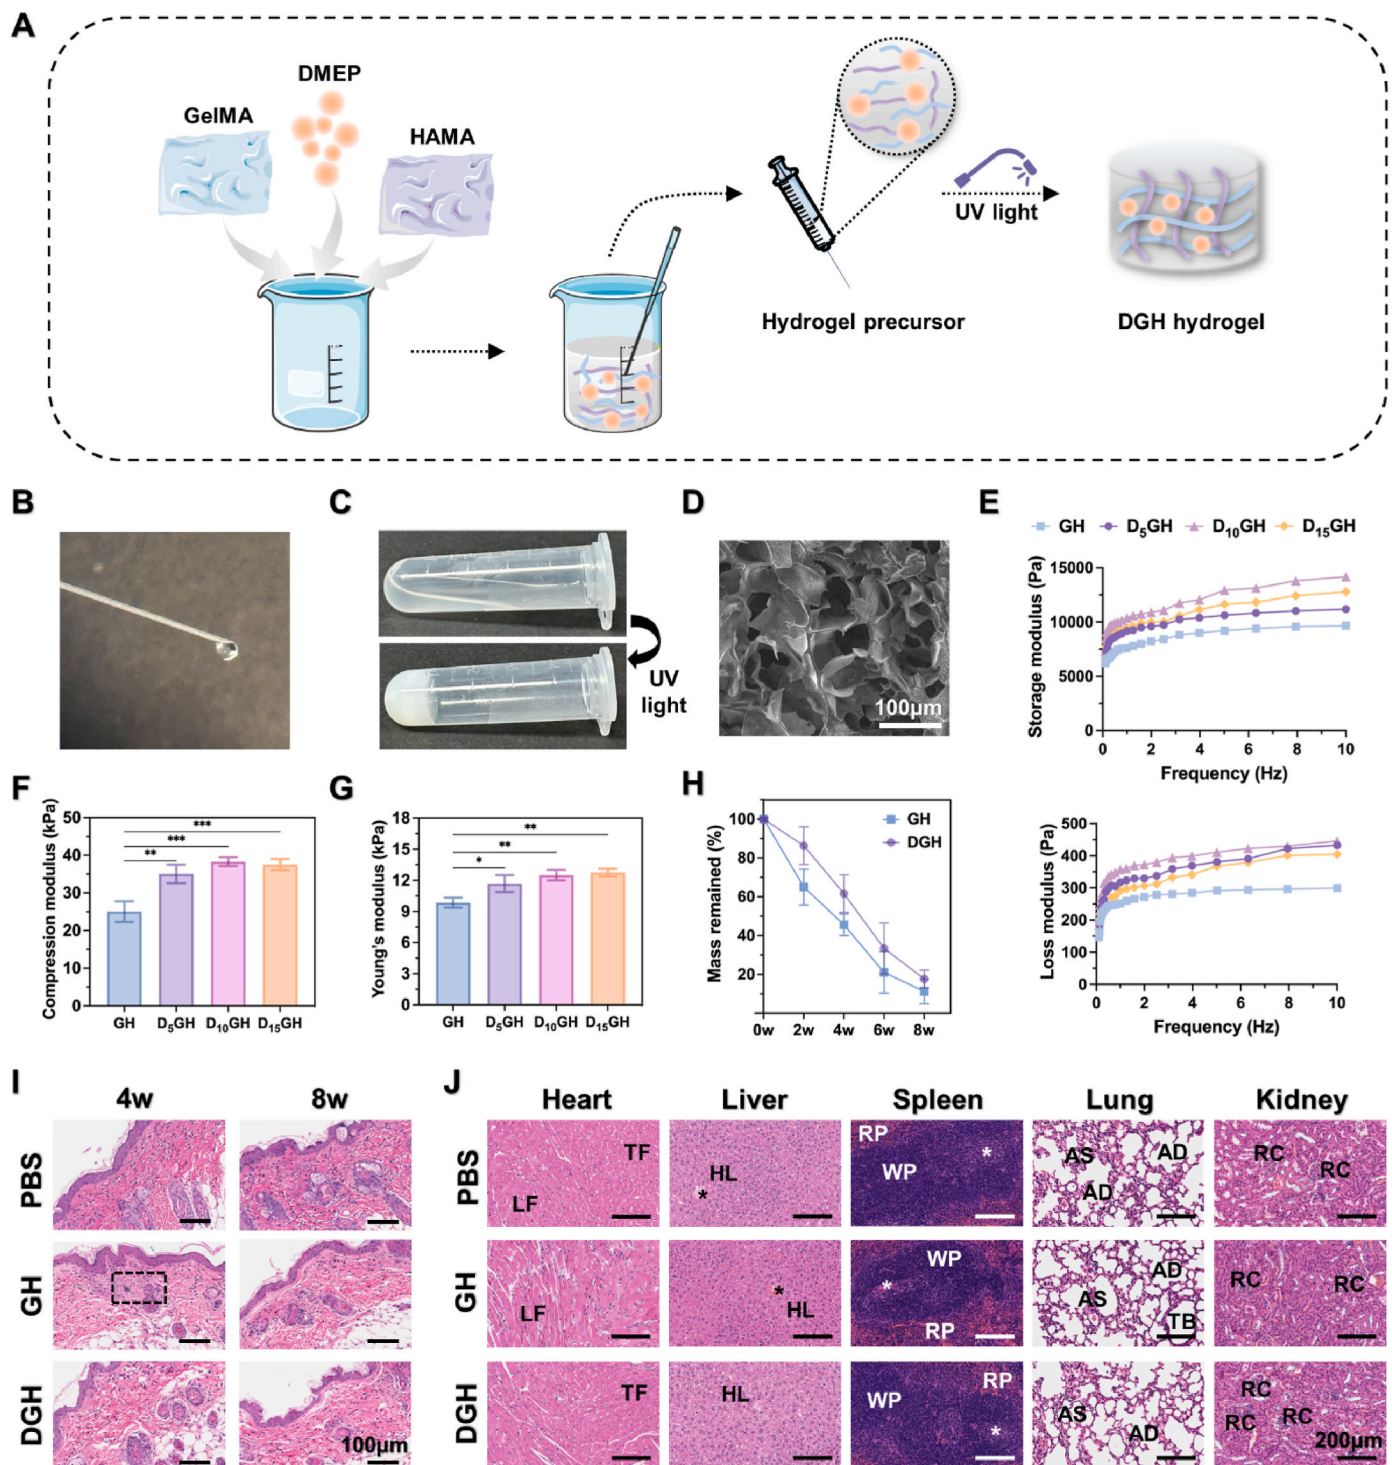 A
DMEP
GelMA
HAMA
UV light
Hydrogel precursor
DGH hydrogel
B
C
UV
light
D
100μm
E
GH D₅GH D₁₀GH D₁₅GH
Storage modulus (Pa)
15000
10000
5000
0
0 2 4 6 8 10
Frequency (Hz)
Loss modulus (Pa)
500
400
300
200
100
0
0 2 4 6 8 10
Frequency (Hz)
F
Compression modulus (kPa)
50
40
30
20
10
0
***
***
**
GH D₅GH D₁₀GH D₁₅GH
G
Young's modulus (kPa)
18
15
12
9
6
3
0
**
**
*
GH D₅GH D₁₀GH D₁₅GH
H
Mass remained (%)
100
80
60
40
20
GH
DGH
0w 2w 4w 6w 8w
I
4w 8w
PBS
GH
DGH
100μm
J
Heart Liver Spleen Lung Kidney
PBS
TF
LF
HL
*
RP
WP
*
AS
AD
AD
RC
RC
GH
LF
*
HL
WP
*
RP
AD
AS
TB
RC
RC
DGH
TF
HL
RP
WP
*
AS
AD
RC
RC
RC
200μm